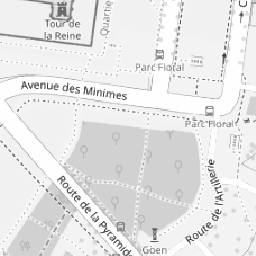 Tour de
la Reine
Quartie
Parc Floral
Avenue des Minimes
Parc Floral
Route de l'Artillerie
Route de la Pyramide
Gben